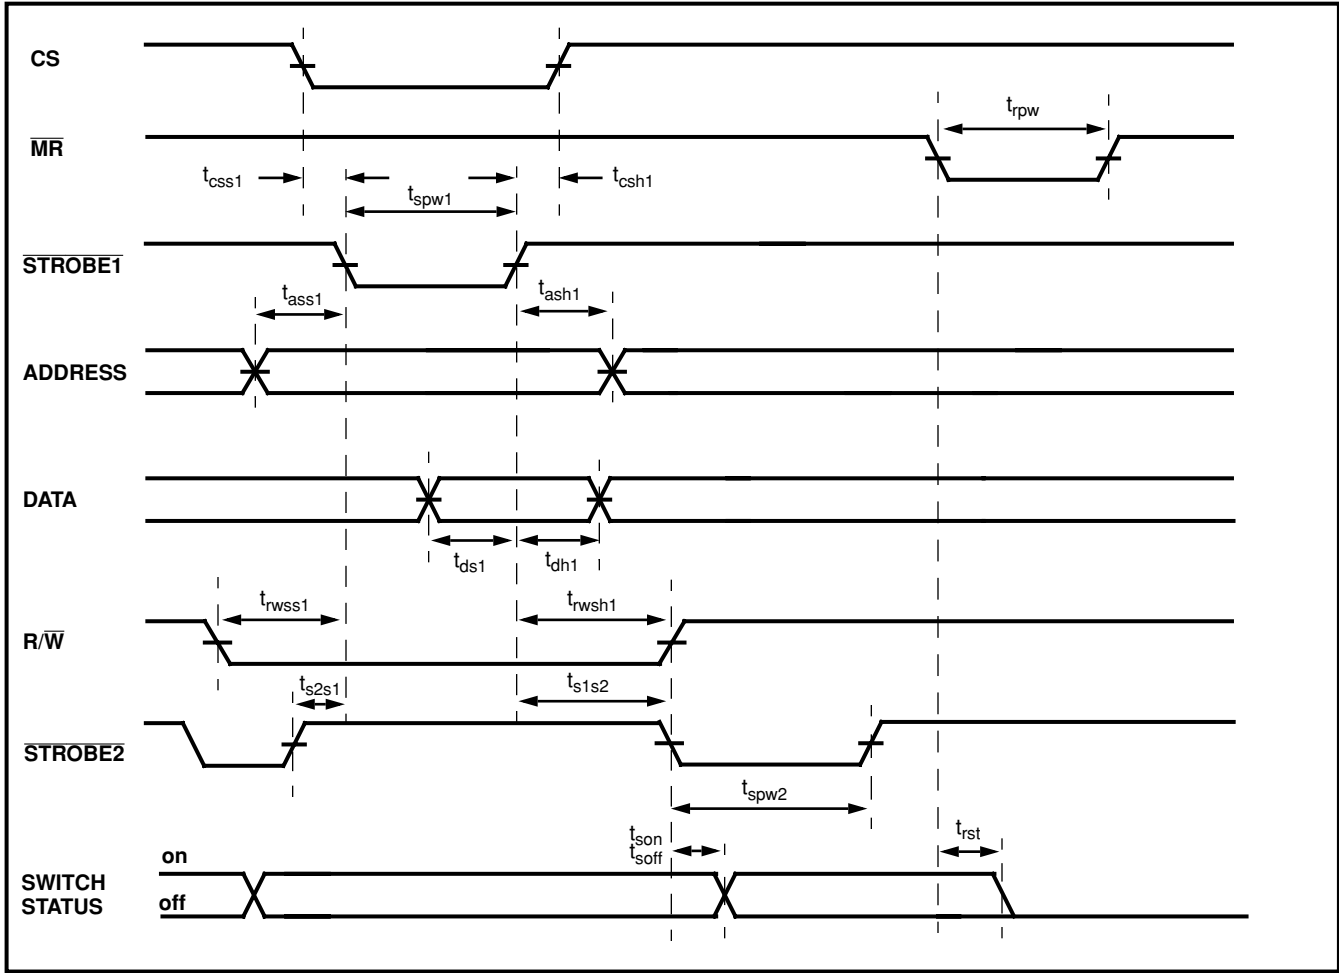 CS
t_rpw
MR̅
t_css1
t_csh1
t_spw1
STROBE1
t_ass1
t_ash1
ADDRESS
DATA
t_ds1
t_dh1
t_rwss1
t_rwsh1
R/W̅
t_s2s1
t_s1s2
STROBE2
t_spw2
t_son
t_soff
t_rst
on
SWITCH
STATUS
off